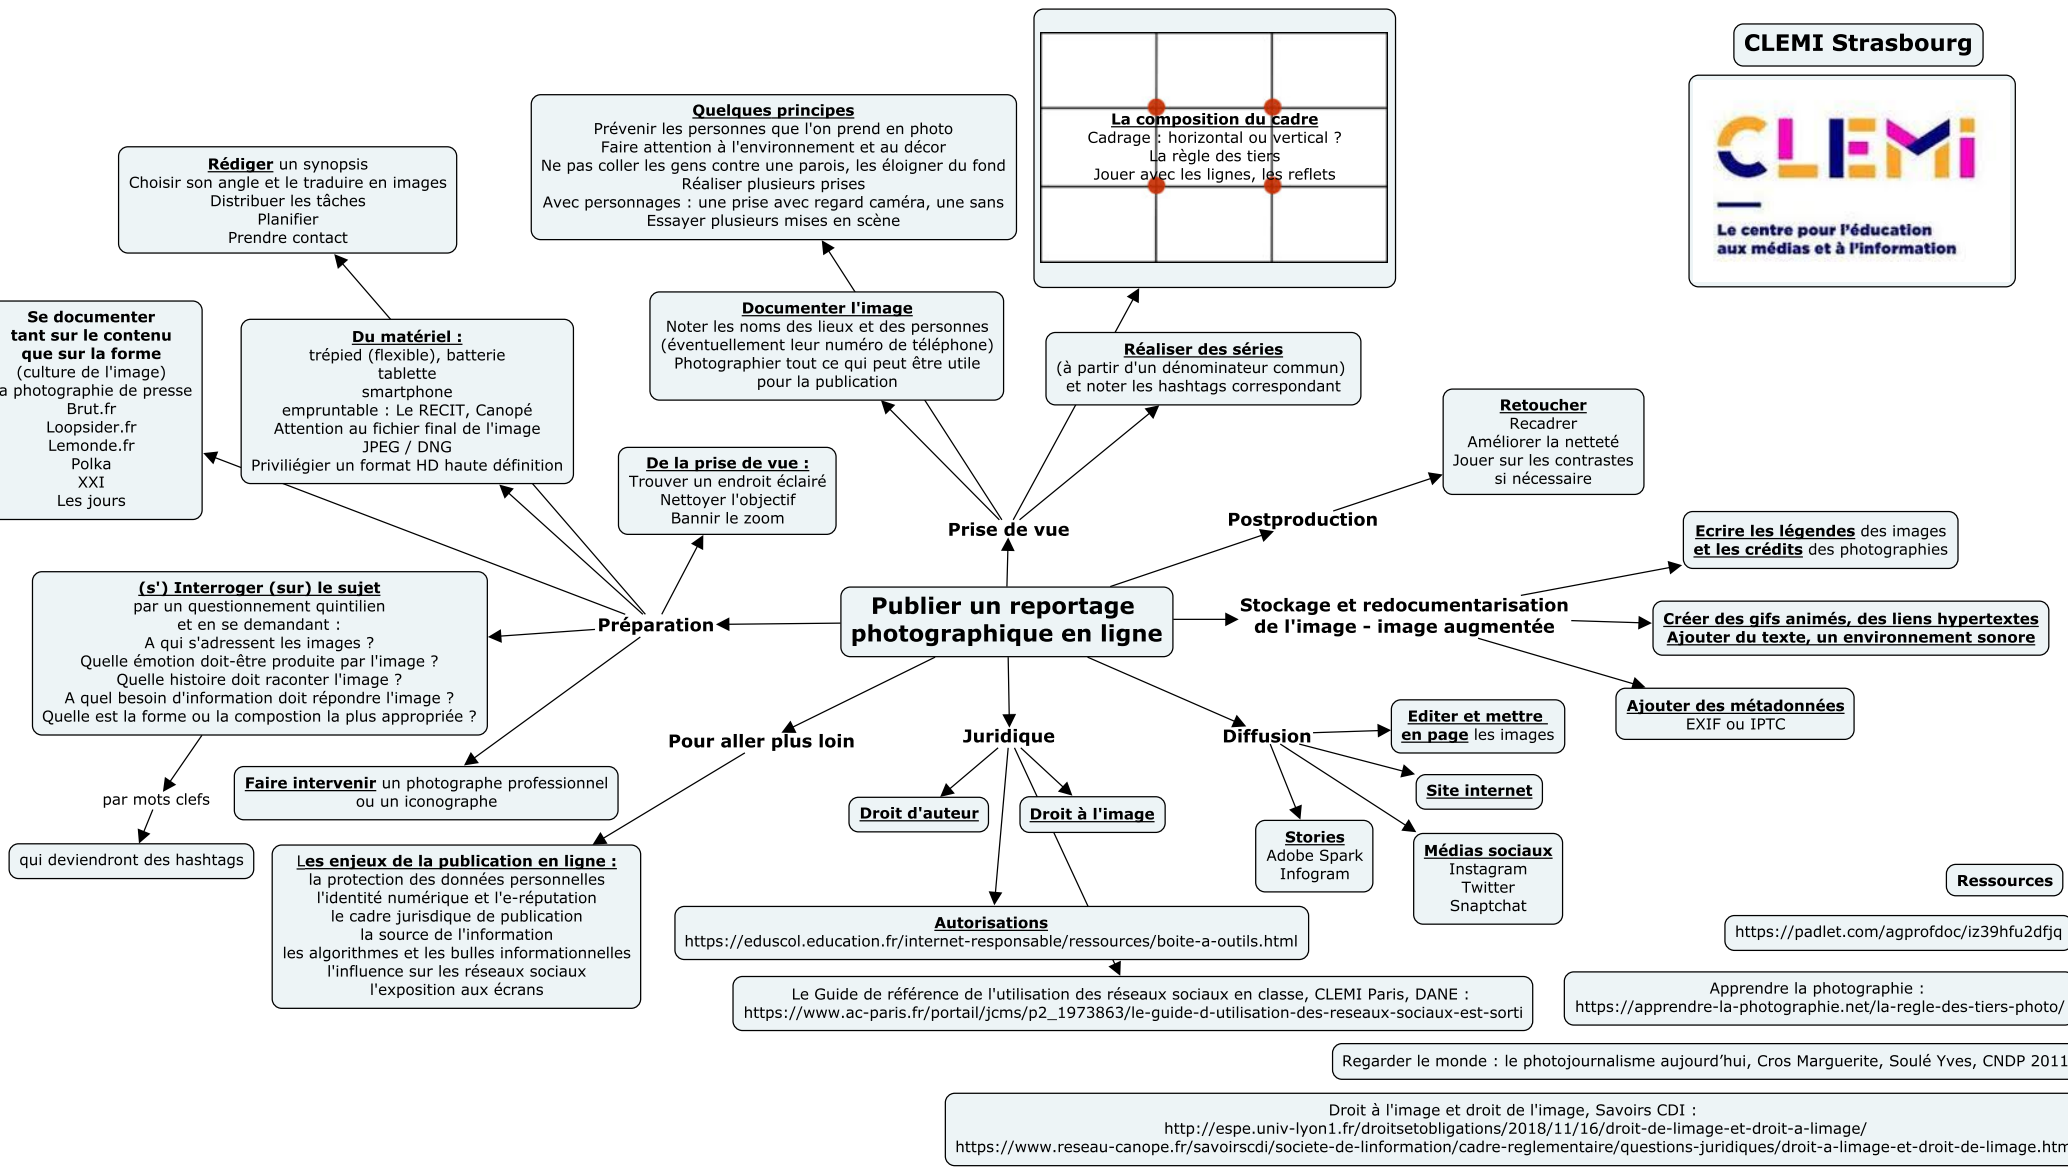 CLEMI Strasbourg
CLEMi
Le centre pour l'éducation
aux médias et à l'information
La composition du cadre
Cadrage : horizontal ou vertical ?
La règle des tiers
Jouer avec les lignes, les reflets
Quelques principes
Prévenir les personnes que l'on prend en photo
Faire attention à l'environnement et au décor
Ne pas coller les gens contre une parois, les éloigner du fond
Réaliser plusieurs prises
Avec personnages : une prise avec regard caméra, une sans
Essayer plusieurs mises en scène
Rédiger un synopsis
Choisir son angle et le traduire en images
Distribuer les tâches
Planifier
Prendre contact
Se documenter
tant sur le contenu
que sur la forme
(culture de l'image)
a photographie de presse
Brut.fr
Loopsider.fr
Lemonde.fr
Polka
XXI
Les jours
Du matériel :
trépied (flexible), batterie
tablette
smartphone
empruntable : Le RECIT, Canopé
Attention au fichier final de l'image
JPEG / DNG
Priviliégier un format HD haute définition
Documenter l'image
Noter les noms des lieux et des personnes
(éventuellement leur numéro de téléphone)
Photographier tout ce qui peut être utile
pour la publication
Réaliser des séries
(à partir d'un dénominateur commun)
et noter les hashtags correspondant
De la prise de vue :
Trouver un endroit éclairé
Nettoyer l'objectif
Bannir le zoom
Retoucher
Recadrer
Améliorer la netteté
Jouer sur les contrastes
si nécessaire
Prise de vue
Postproduction
Ecrire les légendes des images
et les crédits des photographies
Publier un reportage
photographique en ligne
Préparation
Stockage et redocumentarisation
de l'image - image augmentée
Créer des gifs animés, des liens hypertextes
Ajouter du texte, un environnement sonore
Ajouter des métadonnées
EXIF ou IPTC
(s') Interroger (sur) le sujet
par un questionnement quintilien
et en se demandant :
A qui s'adressent les images ?
Quelle émotion doit-être produite par l'image ?
Quelle histoire doit raconter l'image ?
A quel besoin d'information doit répondre l'image ?
Quelle est la forme ou la compostion la plus appropriée ?
par mots clefs
qui deviendront des hashtags
Faire intervenir un photographe professionnel
ou un iconographe
Pour aller plus loin
Juridique
Diffusion
Editer et mettre
en page les images
Site internet
Stories
Adobe Spark
Infogram
Médias sociaux
Instagram
Twitter
Snaptchat
Droit d'auteur
Droit à l'image
Les enjeux de la publication en ligne :
la protection des données personnelles
l'identité numérique et l'e-réputation
le cadre jurisdique de publication
la source de l'information
les algorithmes et les bulles informationnelles
l'influence sur les réseaux sociaux
l'exposition aux écrans
Autorisations
https://eduscol.education.fr/internet-responsable/ressources/boite-a-outils.html
Le Guide de référence de l'utilisation des réseaux sociaux en classe, CLEMI Paris, DANE :
https://www.ac-paris.fr/portail/jcms/p2_1973863/le-guide-d-utilisation-des-reseaux-sociaux-est-sorti
Ressources
https://padlet.com/agprofdoc/iz39hfu2dfjq
Apprendre la photographie :
https://apprendre-la-photographie.net/la-regle-des-tiers-photo/
Regarder le monde : le photojournalisme aujourd'hui, Cros Marguerite, Soulé Yves, CNDP 2011
Droit à l'image et droit de l'image, Savoirs CDI :
http://espe.univ-lyon1.fr/droitsetobligations/2018/11/16/droit-de-limage-et-droit-a-limage/
https://www.reseau-canope.fr/savoirscdi/societe-de-linformation/cadre-reglementaire/questions-juridiques/droit-a-limage-et-droit-de-limage.htm